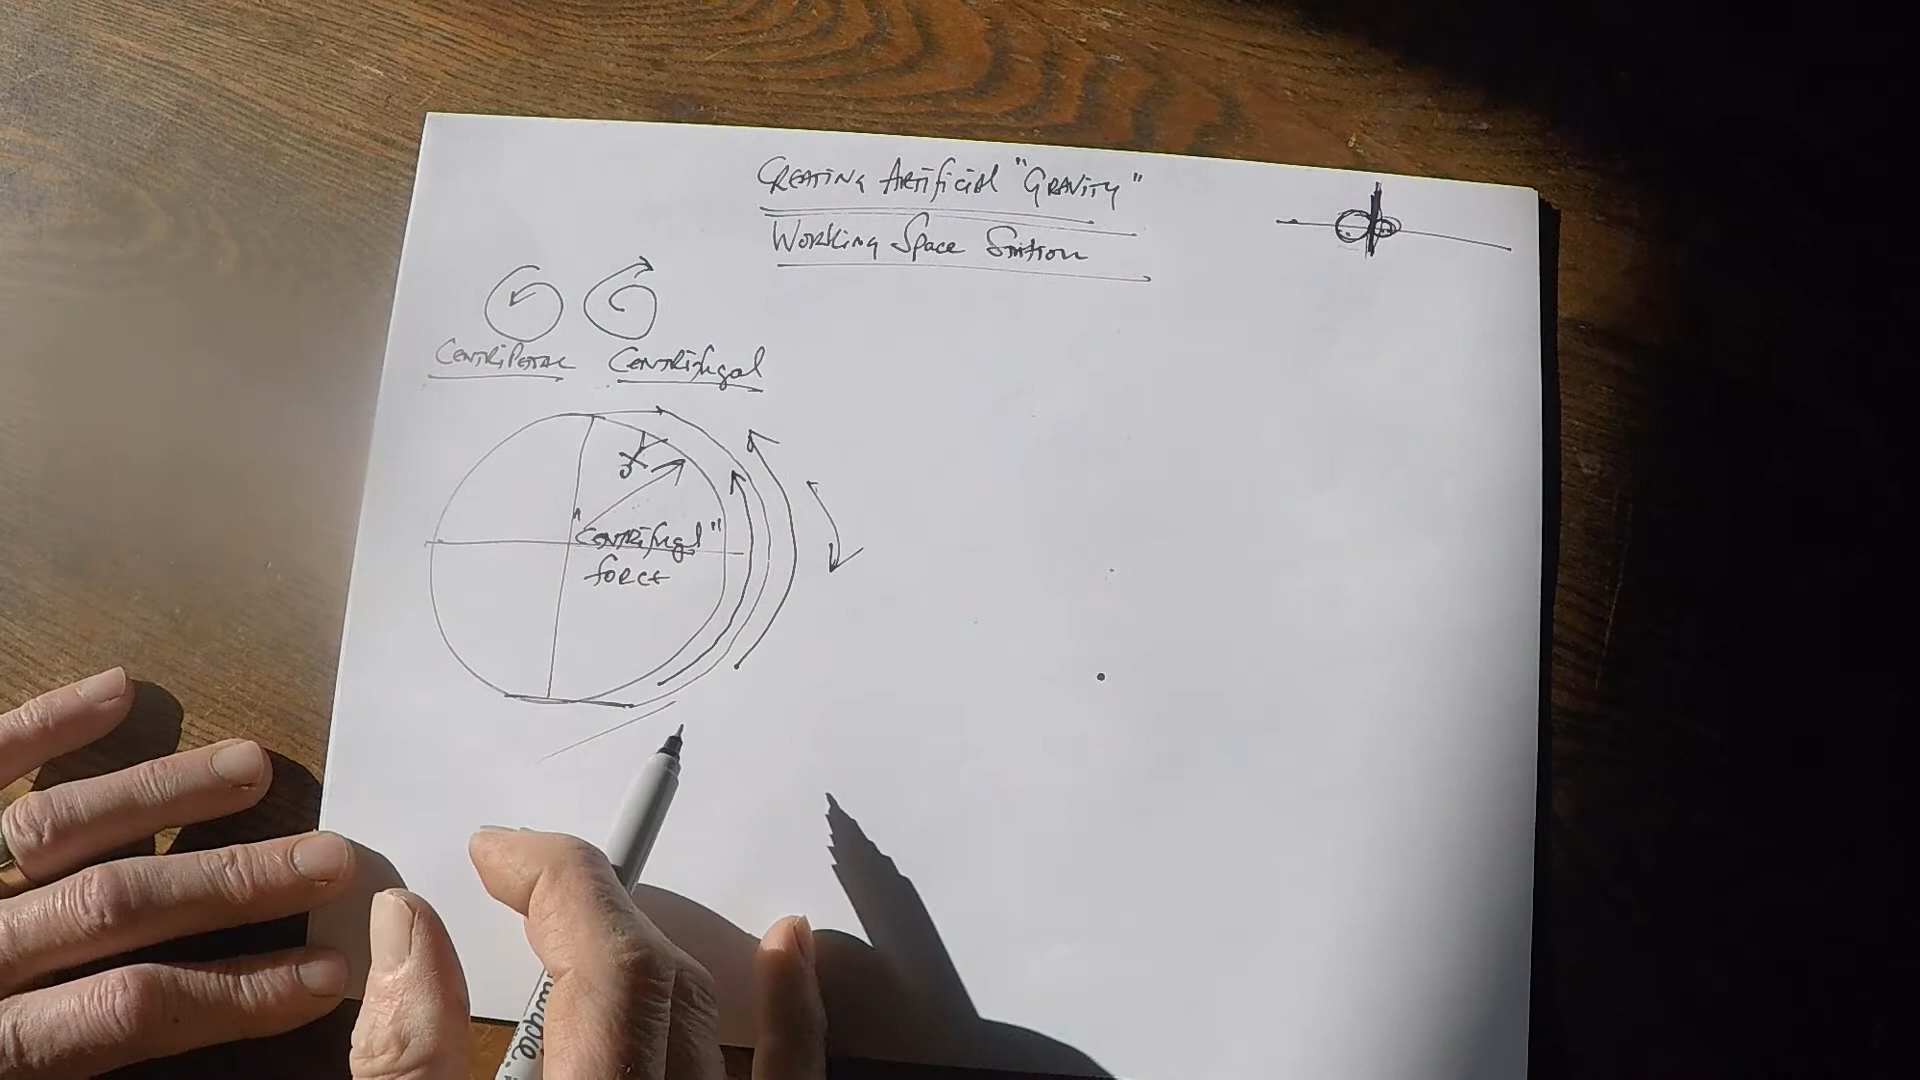 CREATING ARTIFICIAL "GRAVITY"
WORKING SPACE STATION
CENTRIPETAL CENTRIFUGAL
"CENTRIFUGAL"
FORCE